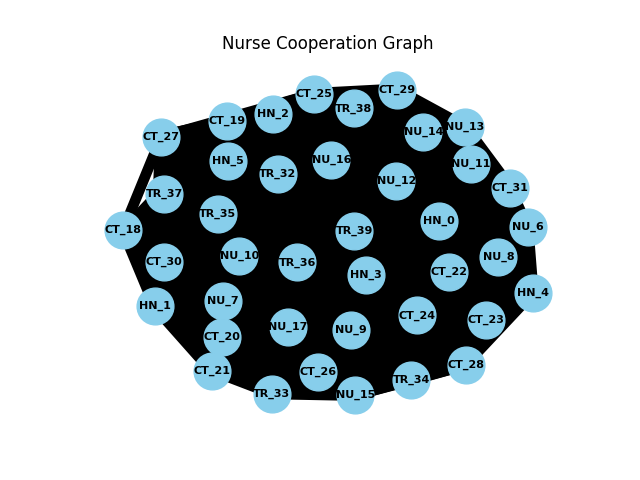 Nurse Cooperation Graph
CT_25
CT_29
TR_38
HN_2
CT_19
NU_13
NU_14
CT_27
HN_5
NU_16
NU_11
TR_32
NU_12
CT_31
TR_37
TR_35
HN_0
NU_6
CT_18
TR_39
NU_10
NU_8
CT_30
TR_36
CT_22
HN_3
HN_4
NU_7
HN_1
CT_24
CT_23
NU_17
NU_9
CT_20
CT_28
CT_21
CT_26
TR_34
TR_33
NU_15